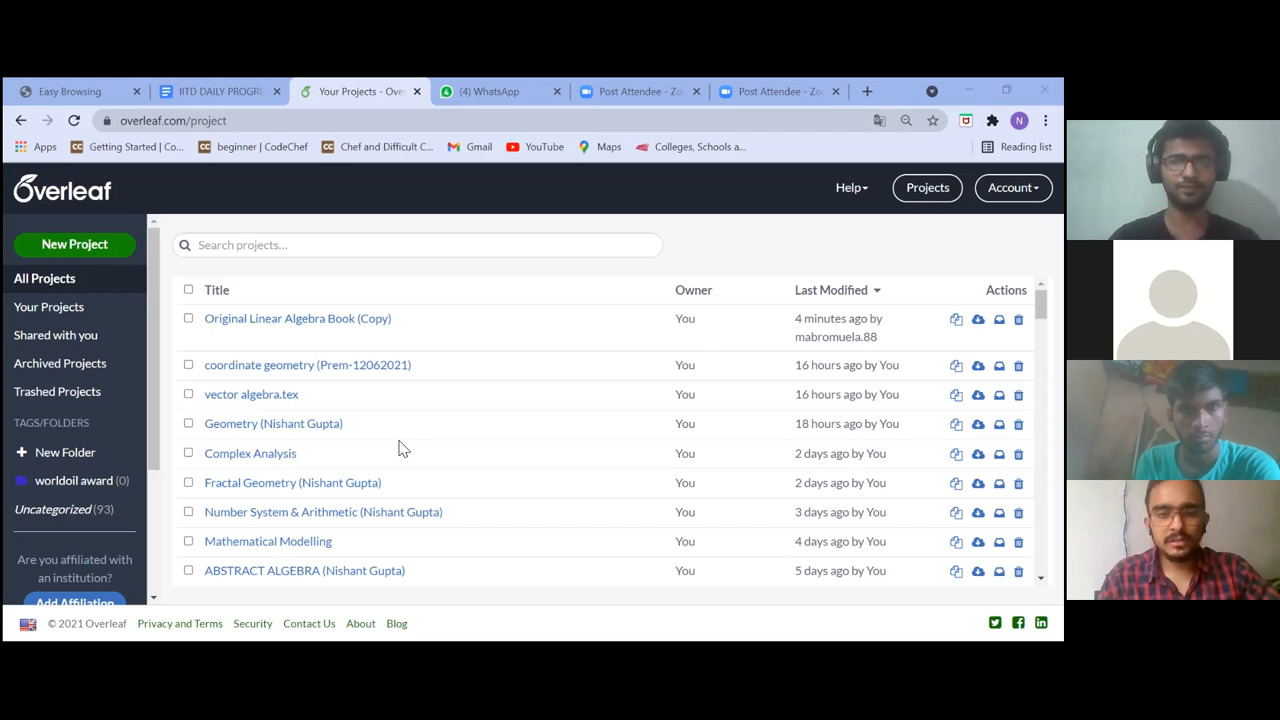 Easy Browsing
IITD DAILY PROGRE
Your Projects - Ove
(4) WhatsApp
Post Attendee - Zo
Post Attendee - Zo
overleaf.com/project
N
Apps
Getting Started | Co...
beginner | CodeChef
Chef and Difficult C...
Gmail
YouTube
Maps
Colleges, Schools a...
Reading list
Overleaf
Help
Projects
Account
New Project
All Projects
Your Projects
Shared with you
Archived Projects
Trashed Projects
TAGS/FOLDERS
New Folder
worldoil award (0)
Uncategorized (93)
Are you affiliated with
an institution?
Add Affiliation
Search projects...
Title Owner Last Modified Actions
Original Linear Algebra Book (Copy) You 4 minutes ago by
mabromuela.88
coordinate geometry (Prem-12062021) You 16 hours ago by You
vector algebra.tex You 16 hours ago by You
Geometry (Nishant Gupta) You 18 hours ago by You
Complex Analysis You 2 days ago by You
Fractal Geometry (Nishant Gupta) You 2 days ago by You
Number System & Arithmetic (Nishant Gupta) You 3 days ago by You
Mathematical Modelling You 4 days ago by You
ABSTRACT ALGEBRA (Nishant Gupta) You 5 days ago by You
© 2021 Overleaf Privacy and Terms Security Contact Us About Blog